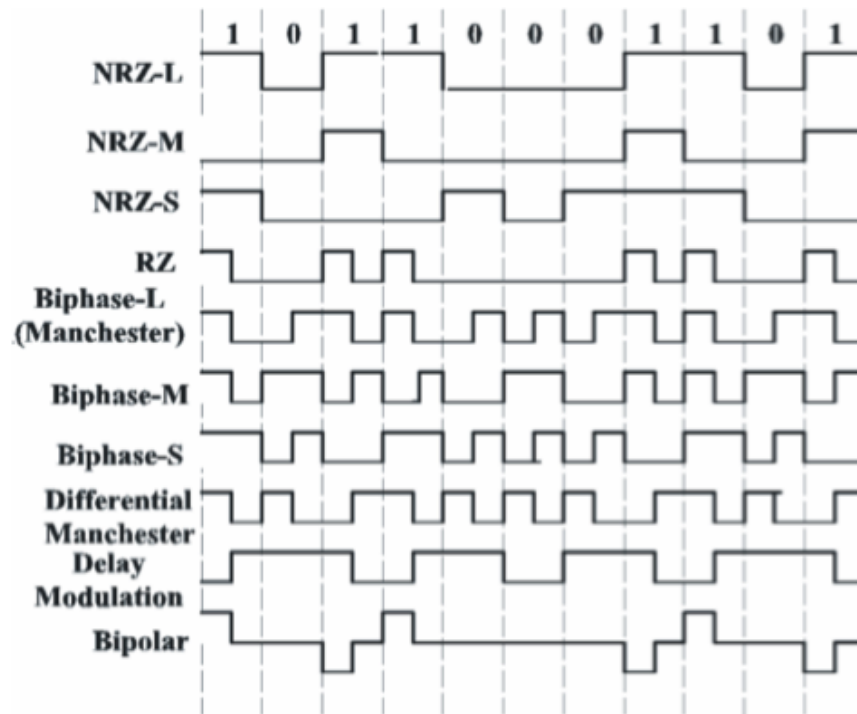 1 0 1 1 0 0 0 1 1 0 1
NRZ-L
NRZ-M
NRZ-S
RZ
Biphase-L
(Manchester)
Biphase-M
Biphase-S
Differential
Manchester
Delay
Modulation
Bipolar